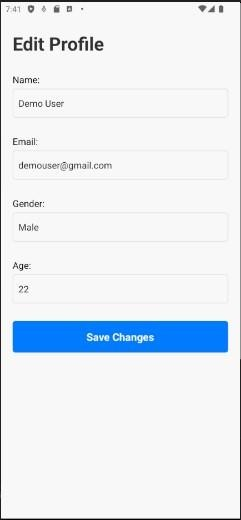 7:41
Edit Profile
Name:
Demo User
Email:
demouser@gmail.com
Gender:
Male
Age:
22
Save Changes